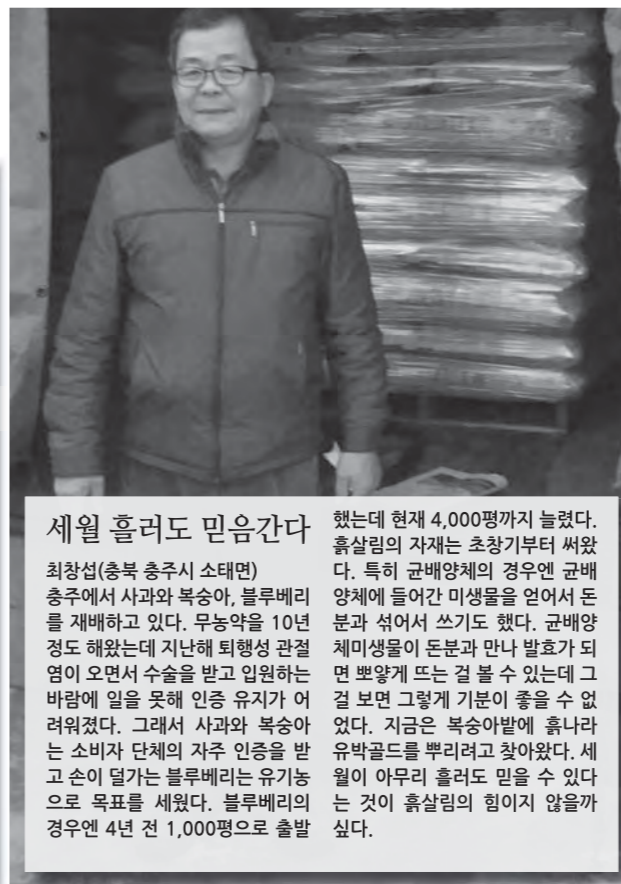 세월 흘러도 믿음간다
최창섭(충북 충주시 소태면)
충주에서 사과와 복숭아, 블루베리
를 재배하고 있다. 무농약을 10년
정도 해왔는데 지난해 퇴행성 관절
염이 오면서 수술을 받고 입원하는
바람에 일을 못해 인증 유지가 어
려워졌다. 그래서 사과와 복숭아
는 소비자 단체의 자주 인증을 받
고 손이 덜가는 블루베리는 유기농
으로 목표를 세웠다. 블루베리의
경우엔 4년 전 1,000평으로 출발
했는데 현재 4,000평까지 늘렸다.
흙살림의 자재는 초창기부터 써왔
다. 특히 균배양체의 경우엔 균배
양체에 들어간 미생물을 얻어서 돈
분과 섞어서 쓰기도 했다. 균배양
체미생물이 돈분과 만나 발효가 되
면 뽀얗게 뜨는 걸 볼 수 있는데 그
걸 보면 그렇게 기분이 좋을 수 없
었다. 지금은 복숭아밭에 흙나라
유박골드를 뿌리려고 찾아왔다. 세
월이 아무리 흘러도 믿을 수 있다
는 것이 흙살림의 힘이지 않을까
싶다.